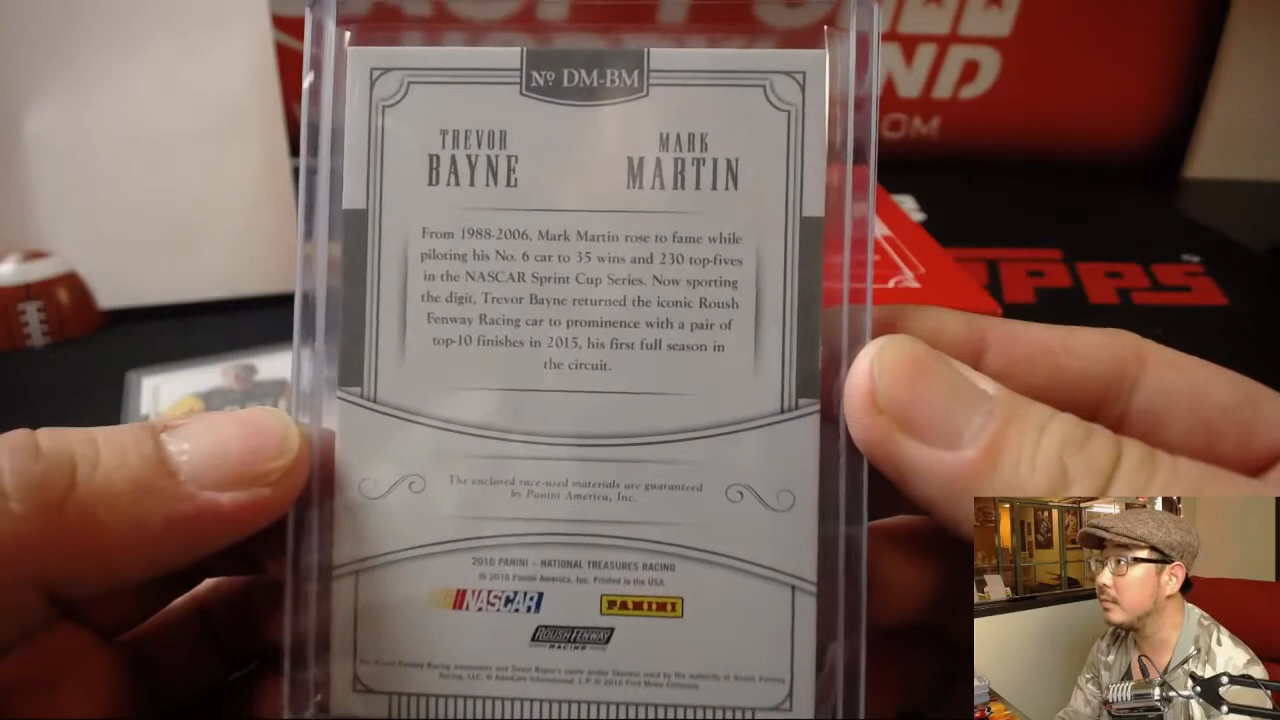 ND
OM
Nº DM-BM
TREVOR BAYNE
MARK MARTIN
From 1988-2006, Mark Martin rose to fame while
piloting his No. 6 car to 35 wins and 230 top-fives
in the NASCAR Sprint Cup Series. Now sporting
the digit, Trevor Bayne returned the iconic Roush
Fenway Racing car to prominence with a pair of
top-10 finishes in 2015, his first full season in
the circuit.
The enclosed race-used materials are guaranteed
by Panini America, Inc.
2016 PANINI – NATIONAL TREASURES RACING
© 2016 Panini America, Inc. Printed in the USA.
NASCAR
PANINI
ROUSH FENWAY
RACING
TOPPS